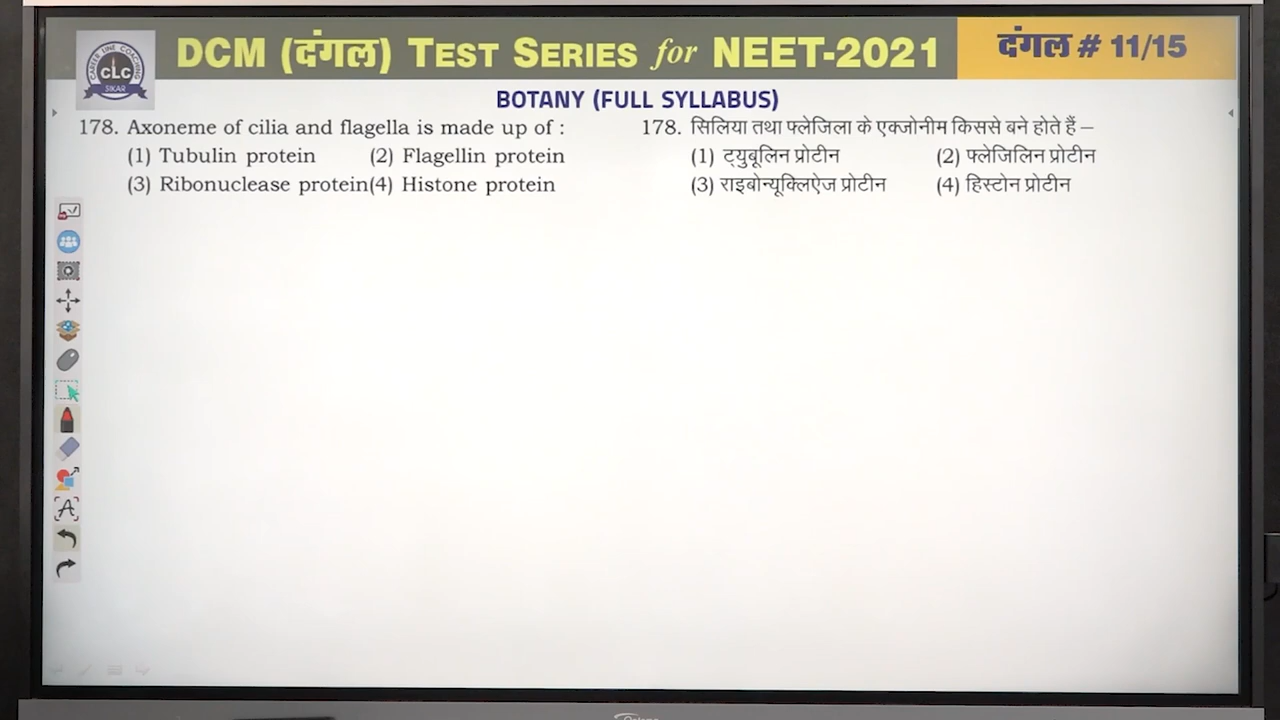 DCM (दंगल) TEST SERIES for NEET-2021
दंगल # 11/15
CLC
SIKAR
BOTANY (FULL SYLLABUS)
178. Axoneme of cilia and flagella is made up of :
(1) Tubulin protein (2) Flagellin protein
(3) Ribonuclease protein(4) Histone protein
178. सिलिया तथा फ्लेजिला के एक्जोनीम किससे बने होते हैं –
(1) ट्युबूलिन प्रोटीन (2) फ्लेजिलिन प्रोटीन
(3) राइबोन्यूक्लिऐज प्रोटीन (4) हिस्टोन प्रोटीन